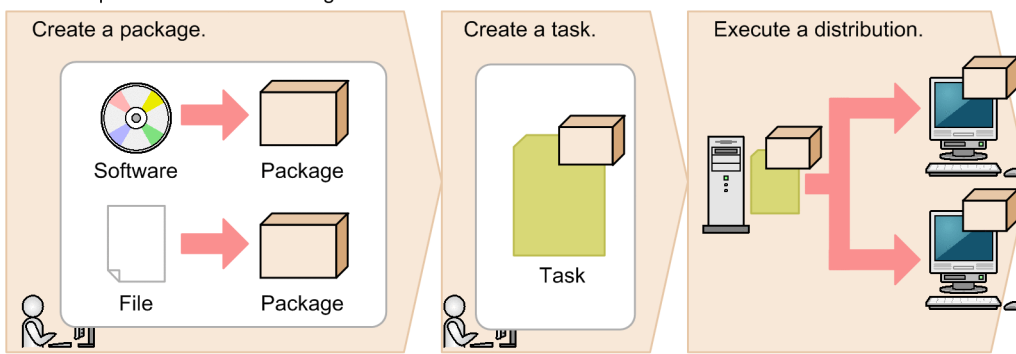 Create a package.
Create a task.
Execute a distribution.
Software
Package
File
Package
Task